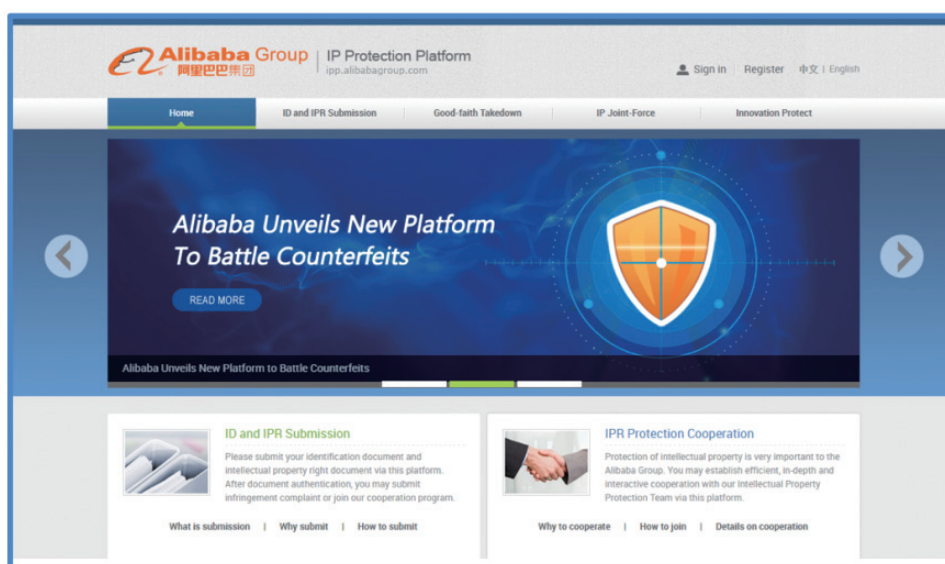 Alibaba Group
阿里巴巴集团
IP Protection Platform
ipp.alibabagroup.com
Sign in Register 中文 | English
Home ID and IPR Submission Good-faith Takedown IP Joint-Force Innovation Protect
Alibaba Unveils New Platform
To Battle Counterfeits
READ MORE
Alibaba Unveils New Platform to Battle Counterfeits
ID and IPR Submission
Please submit your identification document and
intellectual property right document via this platform.
After document authentication, you may submit
infringement complaint or join our cooperation program.
What is submission | Why submit | How to submit
IPR Protection Cooperation
Protection of intellectual property is very important to the
Alibaba Group. You may establish efficient, in-depth and
interactive cooperation with our Intellectual Property
Protection Team via this platform.
Why to cooperate | How to join | Details on cooperation